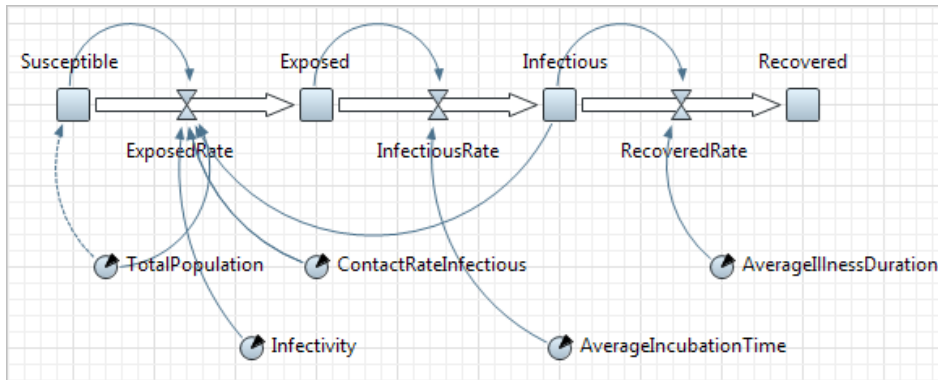 Susceptible
Exposed
Infectious
Recovered
ExposedRate
InfectiousRate
RecoveredRate
TotalPopulation
ContactRateInfectious
AverageIllnessDuration
Infectivity
AverageIncubationTime